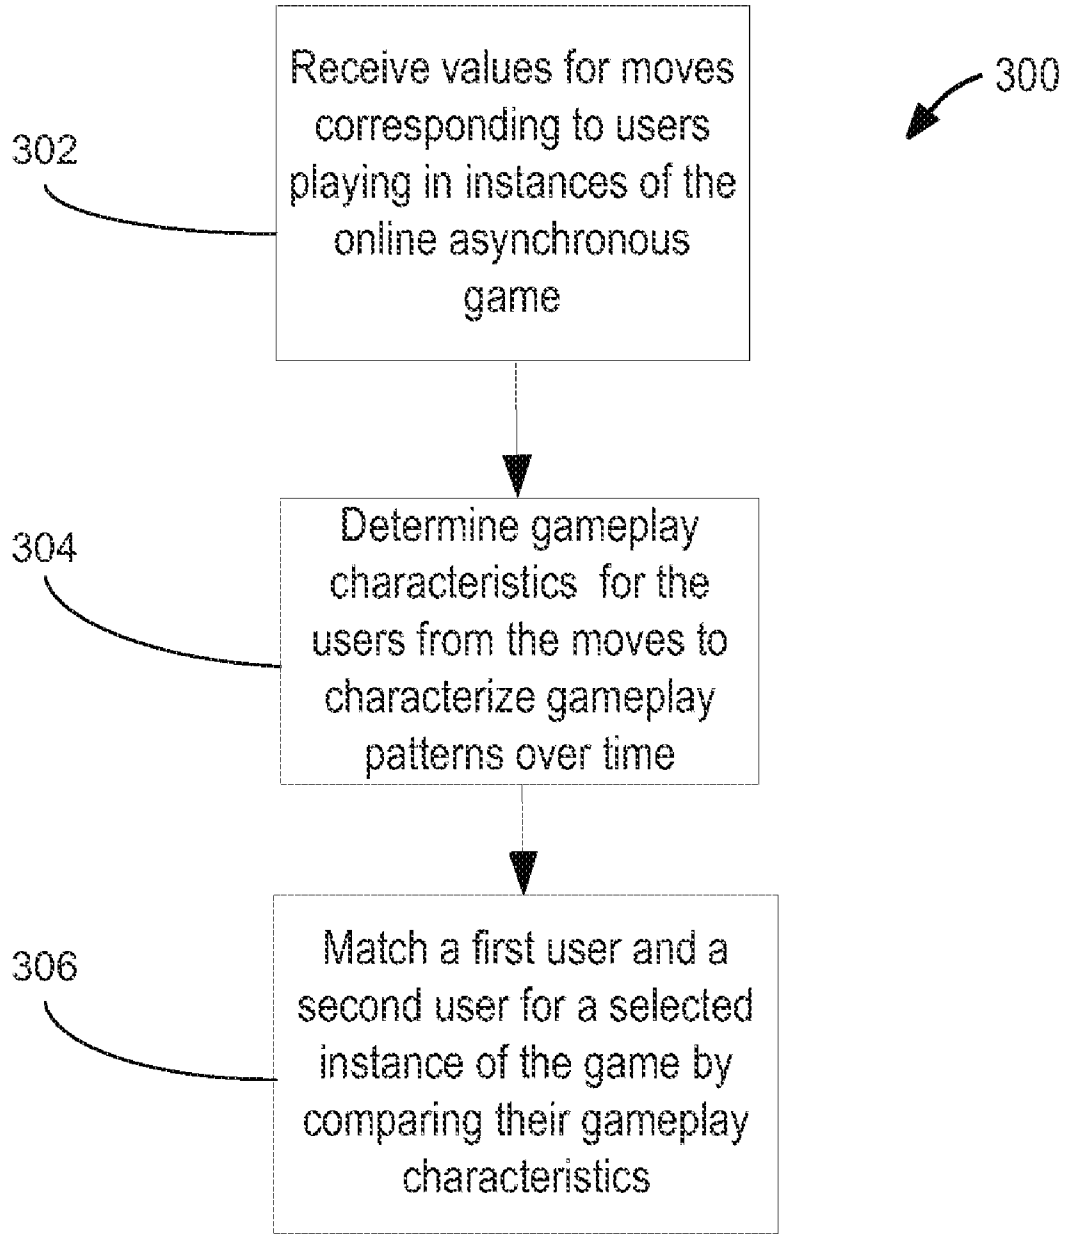 300
302
Receive values for moves
corresponding to users
playing in instances of the
online asynchronous
game
304
Determine gameplay
characteristics for the
users from the moves to
characterize gameplay
patterns over time
306
Match a first user and a
second user for a selected
instance of the game by
comparing their gameplay
characteristics